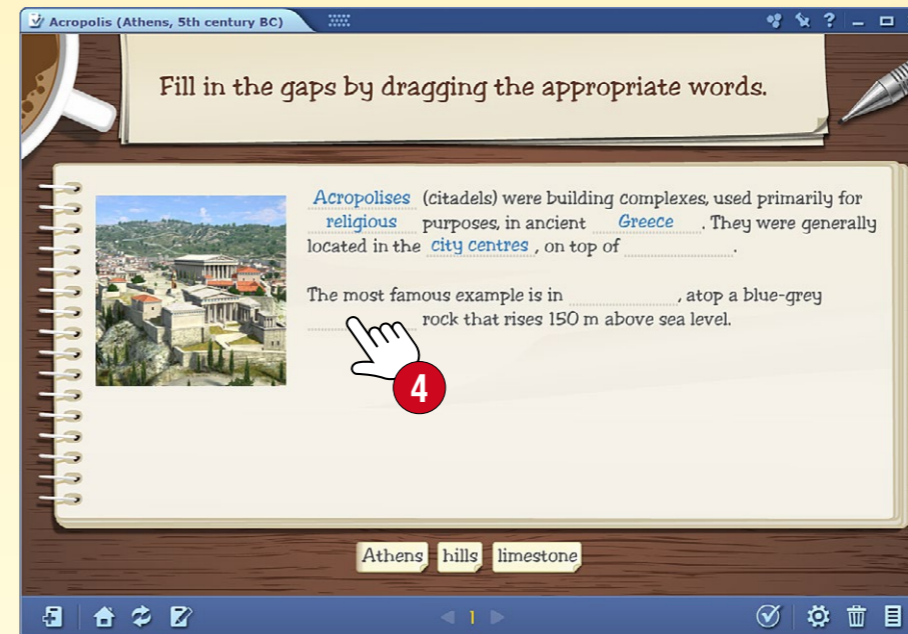 Acropolis (Athens, 5th century BC)
?
Fill in the gaps by dragging the appropriate words.
Acropolises (citadels) were building complexes, used primarily for
religious purposes, in ancient Greece . They were generally
located in the city centres , on top of .
The most famous example is in , atop a blue-grey
rock that rises 150 m above sea level.
4
Athens hills limestone
1